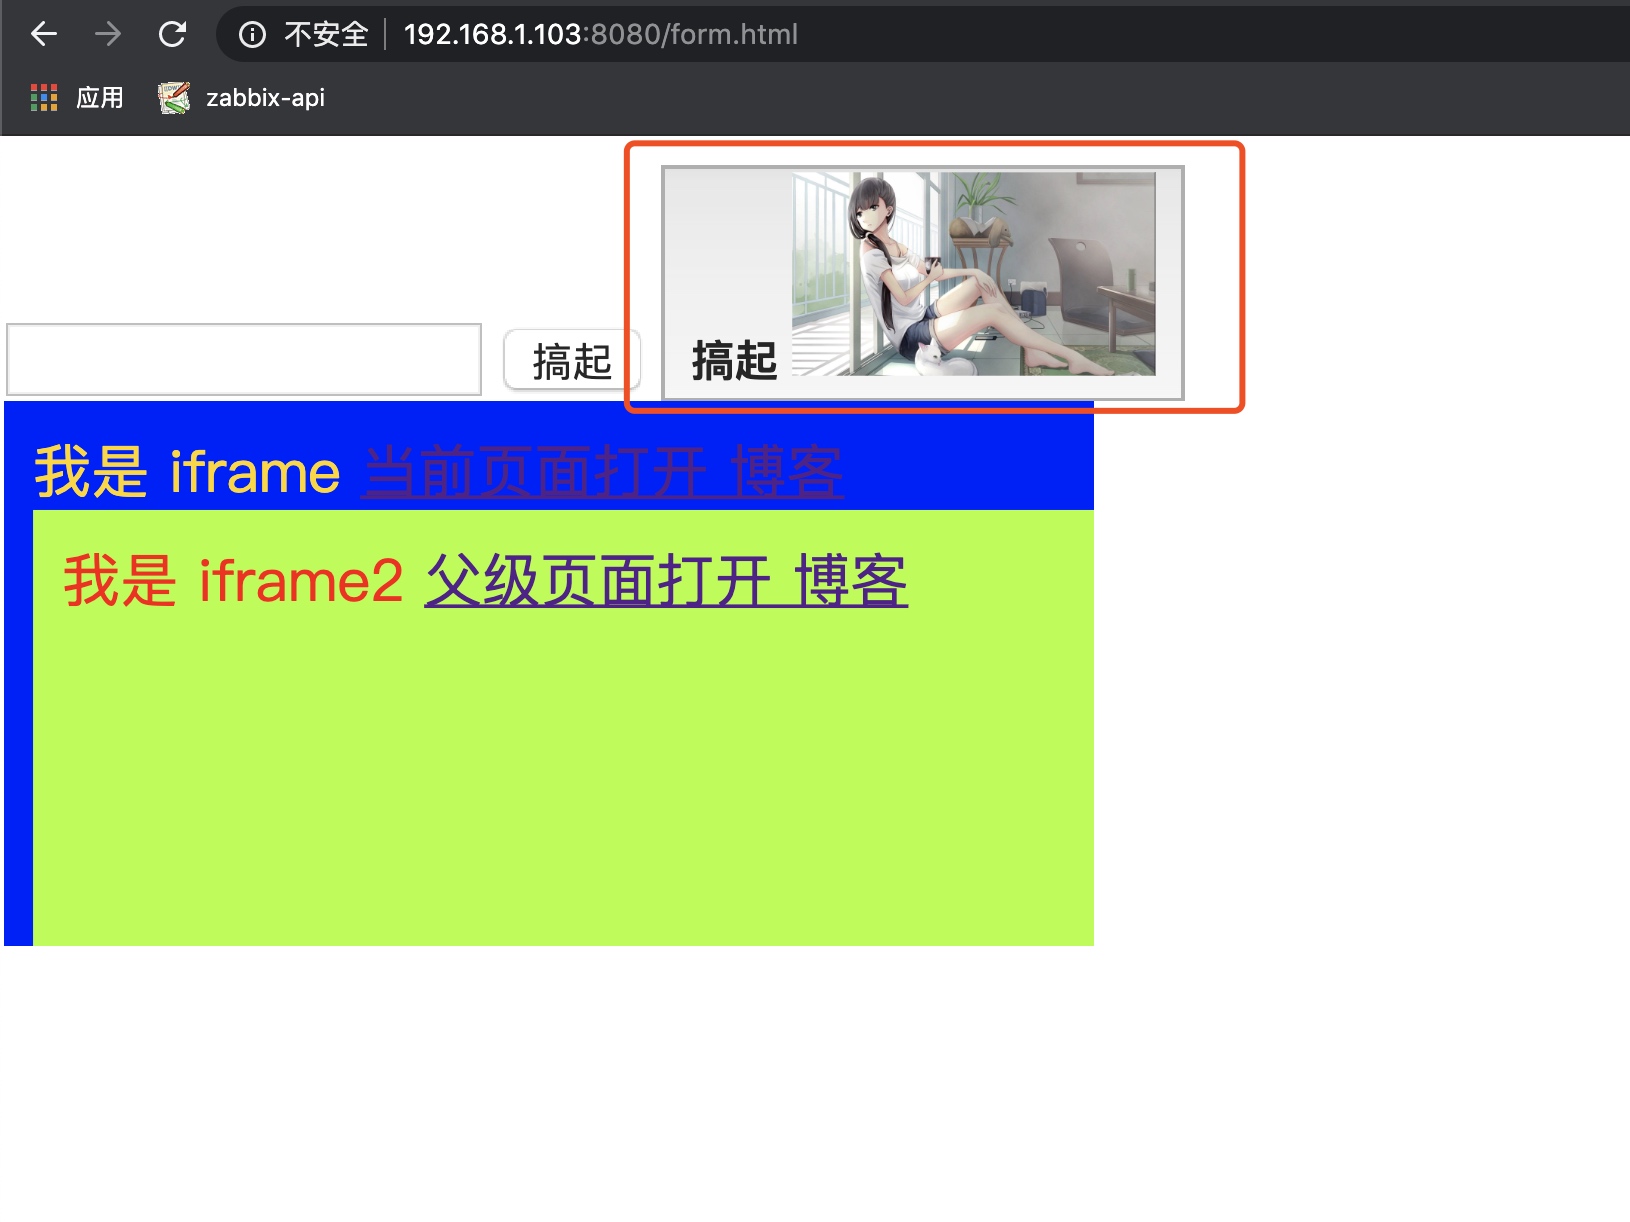 不安全 192.168.1.103:8080/form.html
应用 zabbix-api
搞起 搞起
我是 iframe 当前页面打开 博客
我是 iframe2 父级页面打开 博客